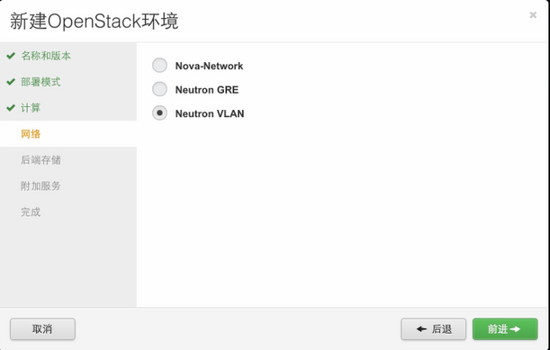 新建OpenStack环境
名称和版本
部署模式
计算
网络
后端存储
附加服务
完成
Nova-Network
Neutron GRE
Neutron VLAN
取消
后退
前进